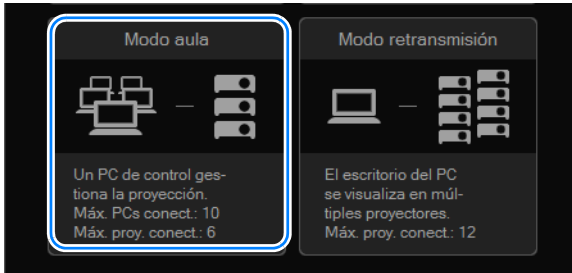 Modo aula
Un PC de control ges-
tiona la proyección.
Máx. PCs conect.: 10
Máx. proy. conect.: 6
Modo retransmisión
El escritorio del PC
se visualiza en múl-
tiples proyectores.
Máx. proy. conect.: 12